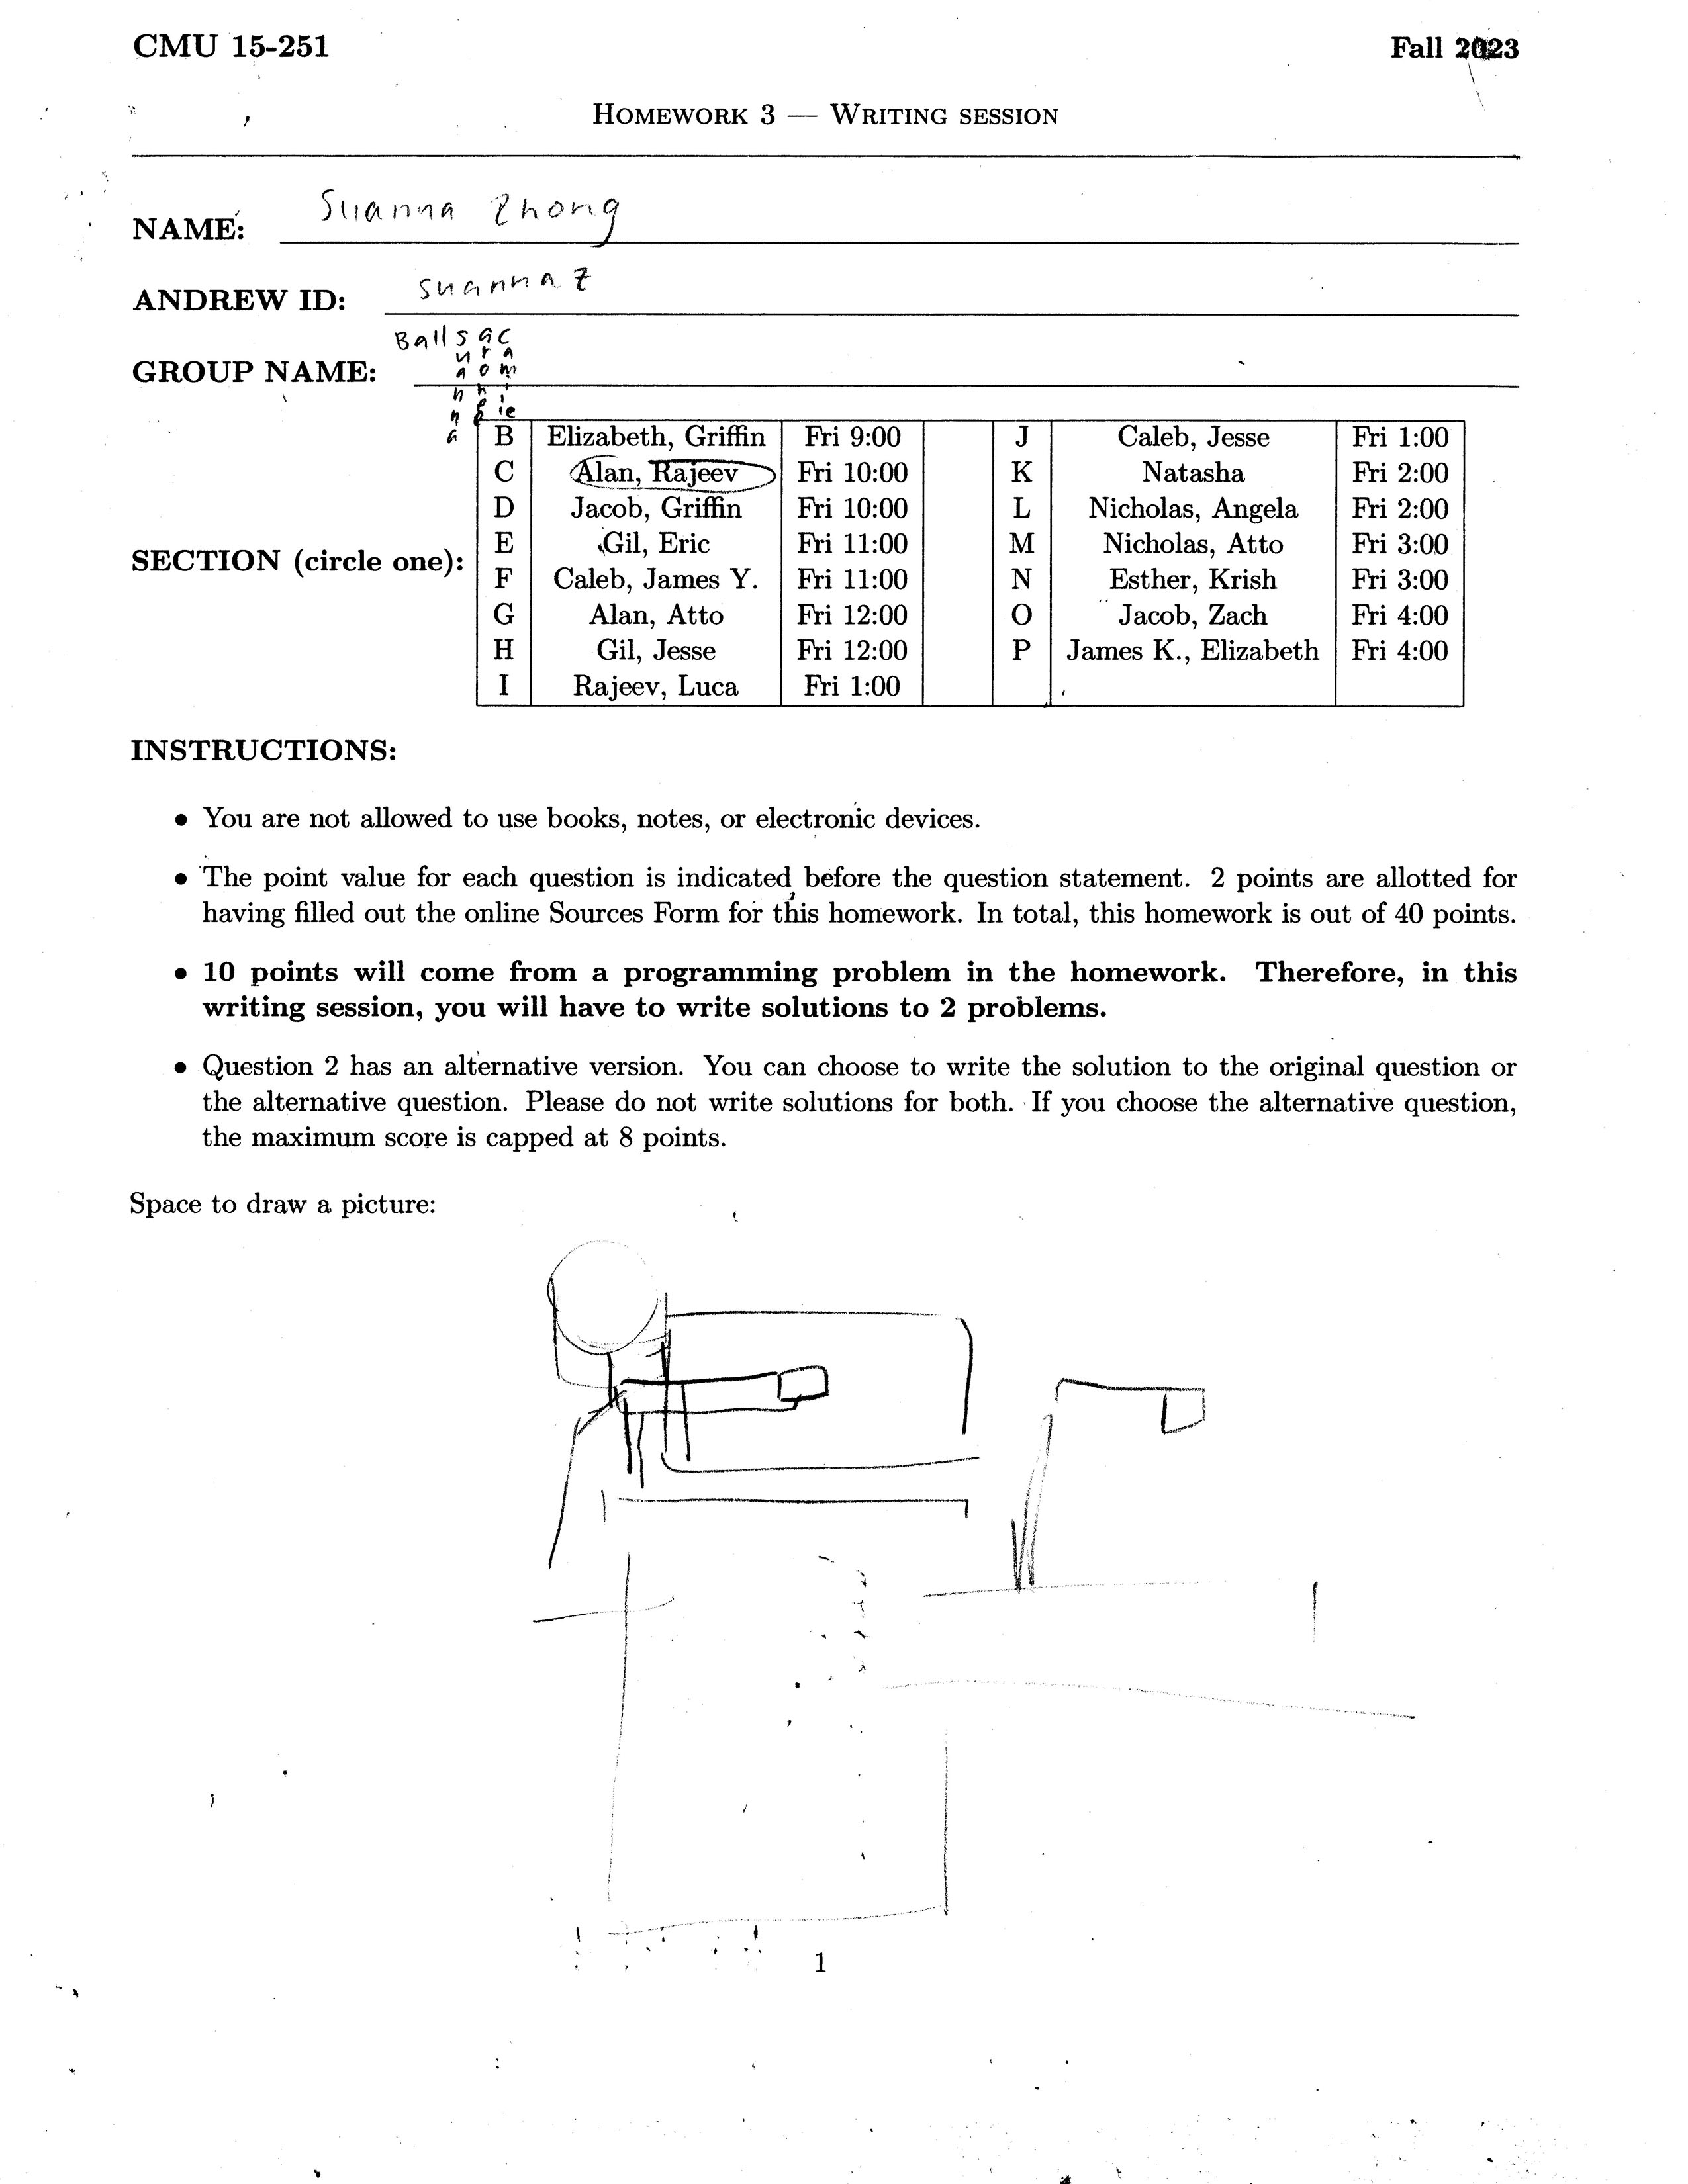 CMU 15-251 Fall 2023
HOMEWORK 3 — WRITING SESSION
NAME: Suanna Zhong
ANDREW ID: suannaz
GROUP NAME: Ballsac
SECTION (circle one):
B Elizabeth, Griffin Fri 9:00 J Caleb, Jesse Fri 1:00
C Alan, Rajeev Fri 10:00 K Natasha Fri 2:00
D Jacob, Griffin Fri 10:00 L Nicholas, Angela Fri 2:00
E Gil, Eric Fri 11:00 M Nicholas, Atto Fri 3:00
F Caleb, James Y. Fri 11:00 N Esther, Krish Fri 3:00
G Alan, Atto Fri 12:00 O Jacob, Zach Fri 4:00
H Gil, Jesse Fri 12:00 P James K., Elizabeth Fri 4:00
I Rajeev, Luca Fri 1:00
INSTRUCTIONS:
• You are not allowed to use books, notes, or electronic devices.
• The point value for each question is indicated before the question statement. 2 points are allotted for
having filled out the online Sources Form for this homework. In total, this homework is out of 40 points.
• 10 points will come from a programming problem in the homework. Therefore, in this
writing session, you will have to write solutions to 2 problems.
• Question 2 has an alternative version. You can choose to write the solution to the original question or
the alternative question. Please do not write solutions for both. If you choose the alternative question,
the maximum score is capped at 8 points.
Space to draw a picture:
1